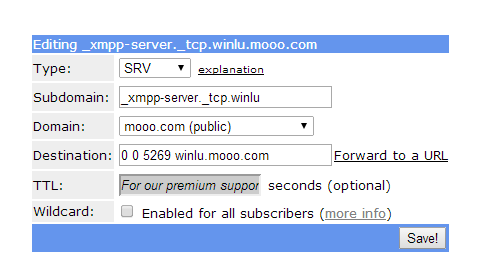 Editing _xmpp-server._tcp.winlu.mooo.com
Type: SRV explanation
Subdomain: _xmpp-server._tcp.winlu
Domain: mooo.com (public)
Destination: 0 0 5269 winlu.mooo.com Forward to a URL
TTL: For our premium suppor seconds (optional)
Wildcard: Enabled for all subscribers (more info)
Save!